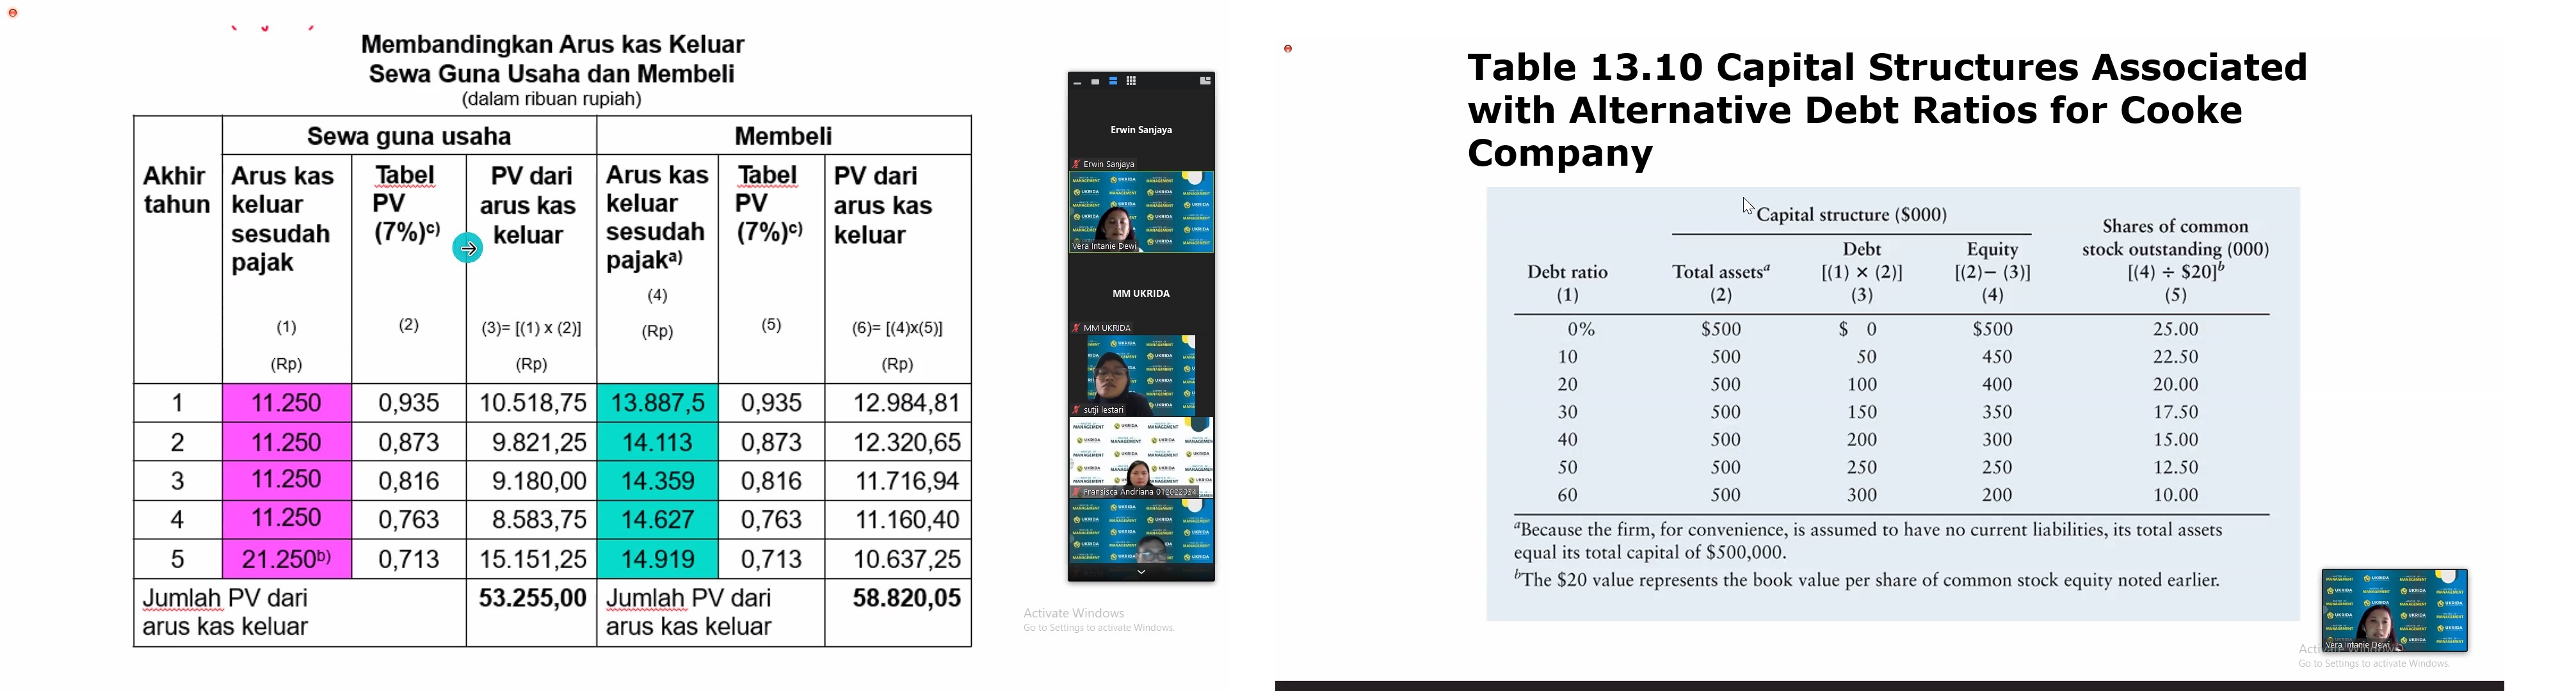 Membandingkan Arus kas Keluar
Sewa Guna Usaha dan Membeli
(dalam ribuan rupiah)
Akhir tahun
Sewa guna usaha
Membeli
Arus kas keluar sesudah pajak
(1)
(Rp)
Tabel PV (7%)c)
(2)
PV dari arus kas keluar
(3)= [(1) x (2)]
(Rp)
Arus kas keluar sesudah pajaka)
(4)
(Rp)
Tabel PV (7%)c)
(5)
PV dari arus kas keluar
(6)= [(4)x(5)]
(Rp)
1 11.250 0,935 10.518,75 13.887,5 0,935 12.984,81
2 11.250 0,873 9.821,25 14.113 0,873 12.320,65
3 11.250 0,816 9.180,00 14.359 0,816 11.716,94
4 11.250 0,763 8.583,75 14.627 0,763 11.160,40
5 21.250b) 0,713 15.151,25 14.919 0,713 10.637,25
Jumlah PV dari arus kas keluar 53.255,00 Jumlah PV dari arus kas keluar 58.820,05
Erwin Sanjaya
Erwin Sanjaya
Vera Intanie Dewi
MM UKRIDA
MM UKRIDA
sutji lestari
Fransisca Andriana 012022034
Activate Windows
Go to Settings to activate Windows.
Table 13.10 Capital Structures Associated
with Alternative Debt Ratios for Cooke
Company
Capital structure ($000)
Debt ratio
(1)
Total assetsa
(2)
Debt
[(1) × (2)]
(3)
Equity
[(2)− (3)]
(4)
Shares of common
stock outstanding (000)
[(4) ÷ $20]b
(5)
0% $500 $ 0 $500 25.00
10 500 50 450 22.50
20 500 100 400 20.00
30 500 150 350 17.50
40 500 200 300 15.00
50 500 250 250 12.50
60 500 300 200 10.00
aBecause the firm, for convenience, is assumed to have no current liabilities, its total assets
equal its total capital of $500,000.
bThe $20 value represents the book value per share of common stock equity noted earlier.
Vera Intanie Dewi
Go to Settings to activate Windows.